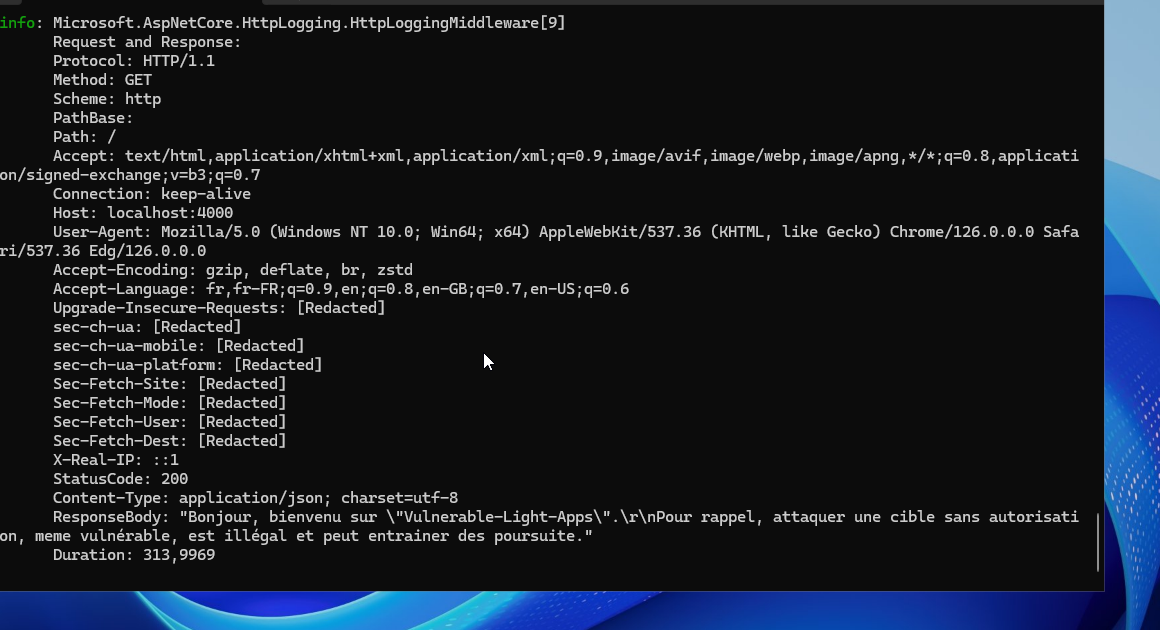 info: Microsoft.AspNetCore.HttpLogging.HttpLoggingMiddleware[9]
Request and Response:
Protocol: HTTP/1.1
Method: GET
Scheme: http
PathBase:
Path: /
Accept: text/html,application/xhtml+xml,application/xml;q=0.9,image/avif,image/webp,image/apng,*/*;q=0.8,applicati
on/signed-exchange;v=b3;q=0.7
Connection: keep-alive
Host: localhost:4000
User-Agent: Mozilla/5.0 (Windows NT 10.0; Win64; x64) AppleWebKit/537.36 (KHTML, like Gecko) Chrome/126.0.0.0 Safa
ri/537.36 Edg/126.0.0.0
Accept-Encoding: gzip, deflate, br, zstd
Accept-Language: fr,fr-FR;q=0.9,en;q=0.8,en-GB;q=0.7,en-US;q=0.6
Upgrade-Insecure-Requests: [Redacted]
sec-ch-ua: [Redacted]
sec-ch-ua-mobile: [Redacted]
sec-ch-ua-platform: [Redacted]
Sec-Fetch-Site: [Redacted]
Sec-Fetch-Mode: [Redacted]
Sec-Fetch-User: [Redacted]
Sec-Fetch-Dest: [Redacted]
X-Real-IP: ::1
StatusCode: 200
Content-Type: application/json; charset=utf-8
ResponseBody: "Bonjour, bienvenu sur \"Vulnerable-Light-Apps\".\r\nPour rappel, attaquer une cible sans autorisati
on, meme vulnérable, est illégal et peut entrainer des poursuite."
Duration: 313,9969